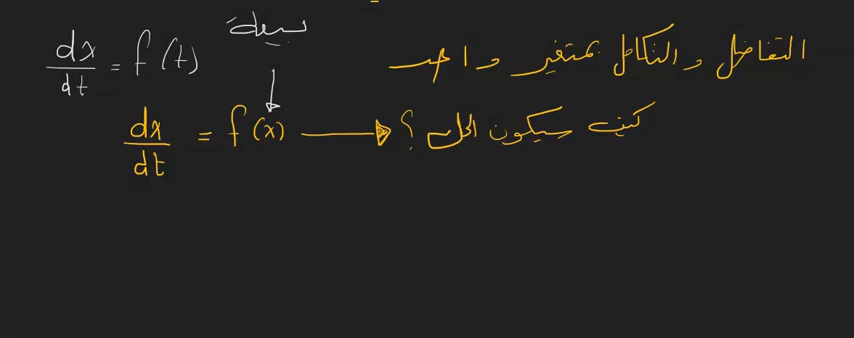 dx/dt = f(t) بسيطة
التفاضل والتكامل بمتغير واحد
dx/dt = f(x) → كيف سيكون الحل ؟